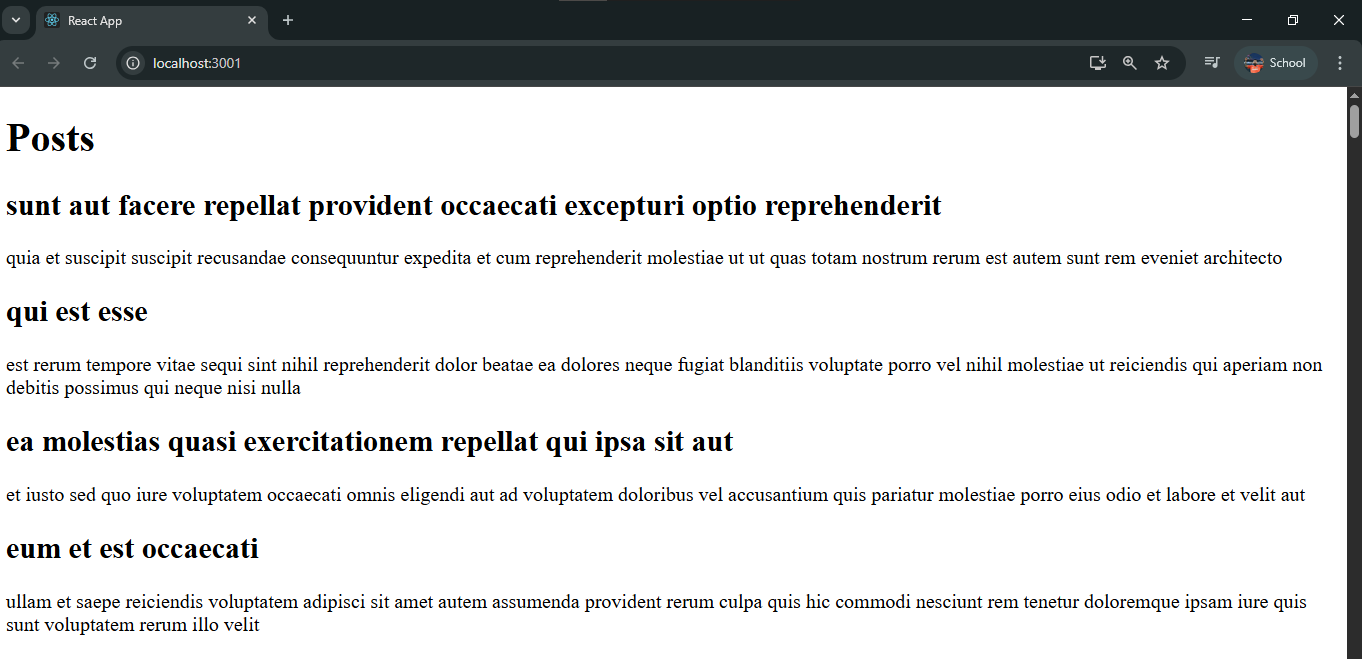 React App
localhost:3001
School
Posts
sunt aut facere repellat provident occaecati excepturi optio reprehenderit
quia et suscipit suscipit recusandae consequuntur expedita et cum reprehenderit molestiae ut ut quas totam nostrum rerum est autem sunt rem eveniet architecto
qui est esse
est rerum tempore vitae sequi sint nihil reprehenderit dolor beatae ea dolores neque fugiat blanditiis voluptate porro vel nihil molestiae ut reiciendis qui aperiam non
debitis possimus qui neque nisi nulla
ea molestias quasi exercitationem repellat qui ipsa sit aut
et iusto sed quo iure voluptatem occaecati omnis eligendi aut ad voluptatem doloribus vel accusantium quis pariatur molestiae porro eius odio et labore et velit aut
eum et est occaecati
ullam et saepe reiciendis voluptatem adipisci sit amet autem assumenda provident rerum culpa quis hic commodi nesciunt rem tenetur doloremque ipsam iure quis
sunt voluptatem rerum illo velit